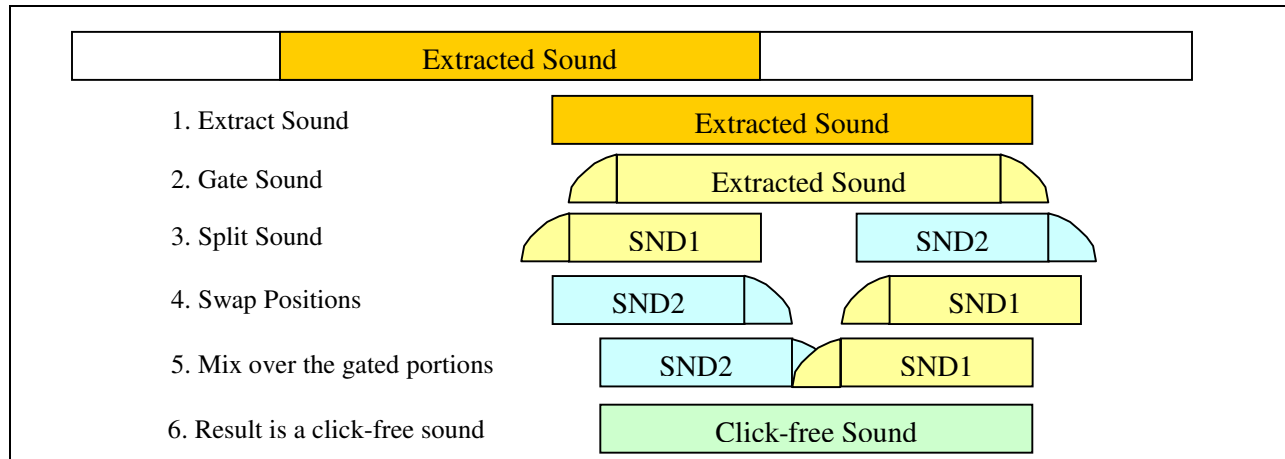 Extracted Sound
1. Extract Sound Extracted Sound
2. Gate Sound Extracted Sound
3. Split Sound SND1 SND2
4. Swap Positions SND2 SND1
5. Mix over the gated portions SND2 SND1
6. Result is a click-free sound Click-free Sound